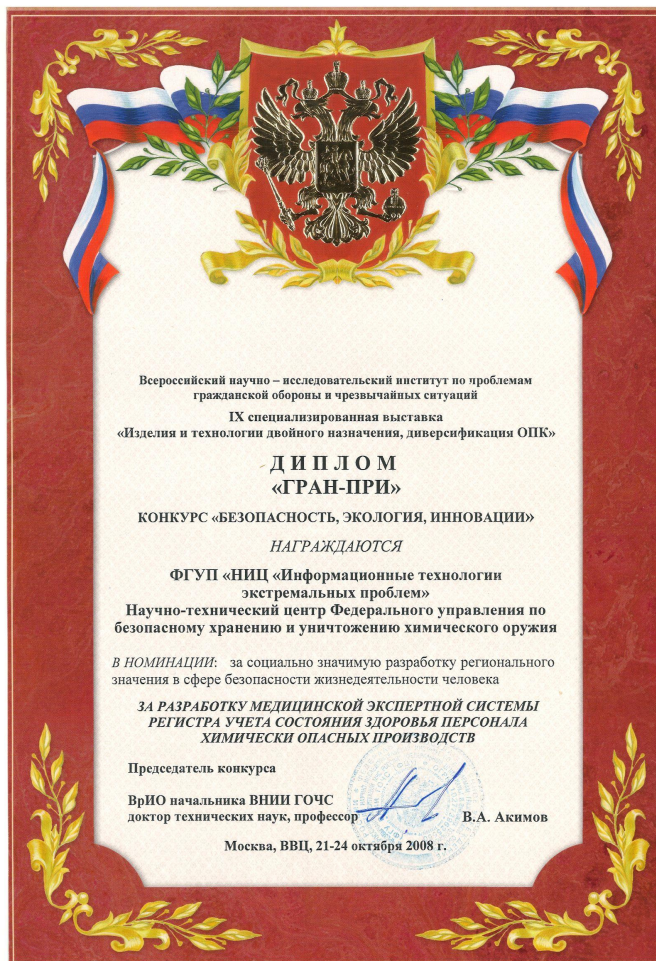 Всероссийский научно – исследовательский институт по проблемам
гражданской обороны и чрезвычайных ситуаций
IX специализированная выставка
«Изделия и технологии двойного назначения, диверсификация ОПК»
ДИПЛОМ
«ГРАН-ПРИ»
КОНКУРС «БЕЗОПАСНОСТЬ, ЭКОЛОГИЯ, ИННОВАЦИИ»
НАГРАЖДАЮТСЯ
ФГУП «НИЦ «Информационные технологии
экстремальных проблем»
Научно-технический центр Федерального управления по
безопасному хранению и уничтожению химического оружия
В НОМИНАЦИИ: за социально значимую разработку регионального
значения в сфере безопасности жизнедеятельности человека
ЗА РАЗРАБОТКУ МЕДИЦИНСКОЙ ЭКСПЕРТНОЙ СИСТЕМЫ
РЕГИСТРА УЧЕТА СОСТОЯНИЯ ЗДОРОВЬЯ ПЕРСОНАЛА
ХИМИЧЕСКИ ОПАСНЫХ ПРОИЗВОДСТВ
Председатель конкурса
ВрИО начальника ВНИИ ГОЧС
доктор технических наук, профессор В.А. Акимов
Москва, ВВЦ, 21-24 октября 2008 г.